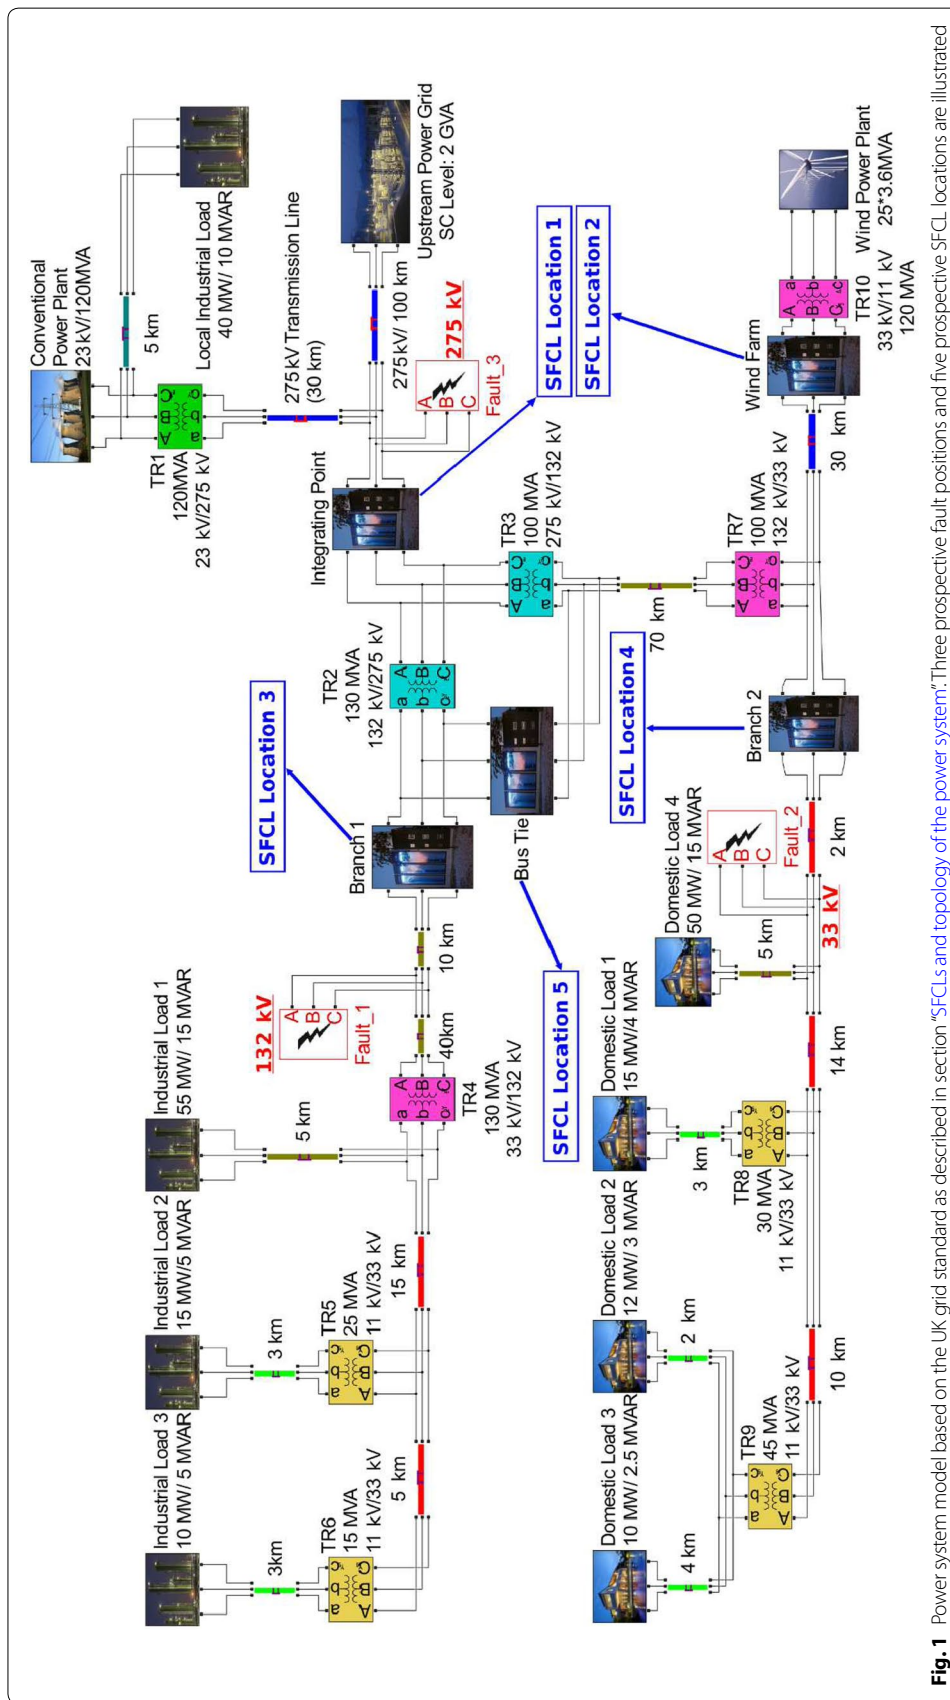 Conventional
Power Plant
23 kV/120MVA
5 km
Local Industrial Load
40 MW/ 10 MVAR
A
B
C
a
b
c
TR1
120MVA
23 kV/275 kV
275 kV Transmission Line
(30 km)
Upstream Power Grid
SC Level: 2 GVA
275kV/ 100 km
275 kV
A
B
C
Fault_3
Integrating Point
SFCL Location 1
SFCL Location 2
TR2
130 MVA
132 kV/275 kV
a
b
c
A
B
C
TR3
100 MVA
275 kV/132 kV
A
B
C
a
b
c
SFCL Location 3
Branch 1
Bus Tie
SFCL Location 5
10 km
132 kV
A
B
C
Fault_1
40km
a
b
c
A
B
C
TR4
130 MVA
33 kV/132 kV
Industrial Load 1
55 MW/ 15 MVAR
5 km
15 km
Industrial Load 2
15 MW/5 MVAR
3 km
TR5
25 MVA
11 kV/33 kV
a
b
c
A
B
C
5 km
Industrial Load 3
10 MW/ 5 MVAR
3km
TR6
15 MVA
11 kV/33 kV
a
b
c
A
B
C
70 km
TR7
100 MVA
132 kV/33 kV
A
B
C
a
b
c
Wind Farm
30 km
A
B
C
a
b
c
TR10
33 kV/11 kV
120 MVA
Wind Power Plant
25*3.6MVA
SFCL Location 4
Branch 2
2 km
A
B
C
Fault_2
33 kV
Domestic Load 4
50 MW/ 15 MVAR
5 km
14 km
Domestic Load 1
15 MW/4 MVAR
3 km
TR8
30 MVA
11 kV/33 kV
a
b
c
A
B
C
10 km
Domestic Load 2
12 MW/ 3 MVAR
2 km
Domestic Load 3
10 MW/ 2.5 MVAR
4 km
TR9
45 MVA
11 kV/33 kV
a
b
c
A
B
C
Fig. 1 Power system model based on the UK grid standard as described in section "SFCLs and topology of the power system". Three prospective fault positions and five prospective SFCL locations are illustrated